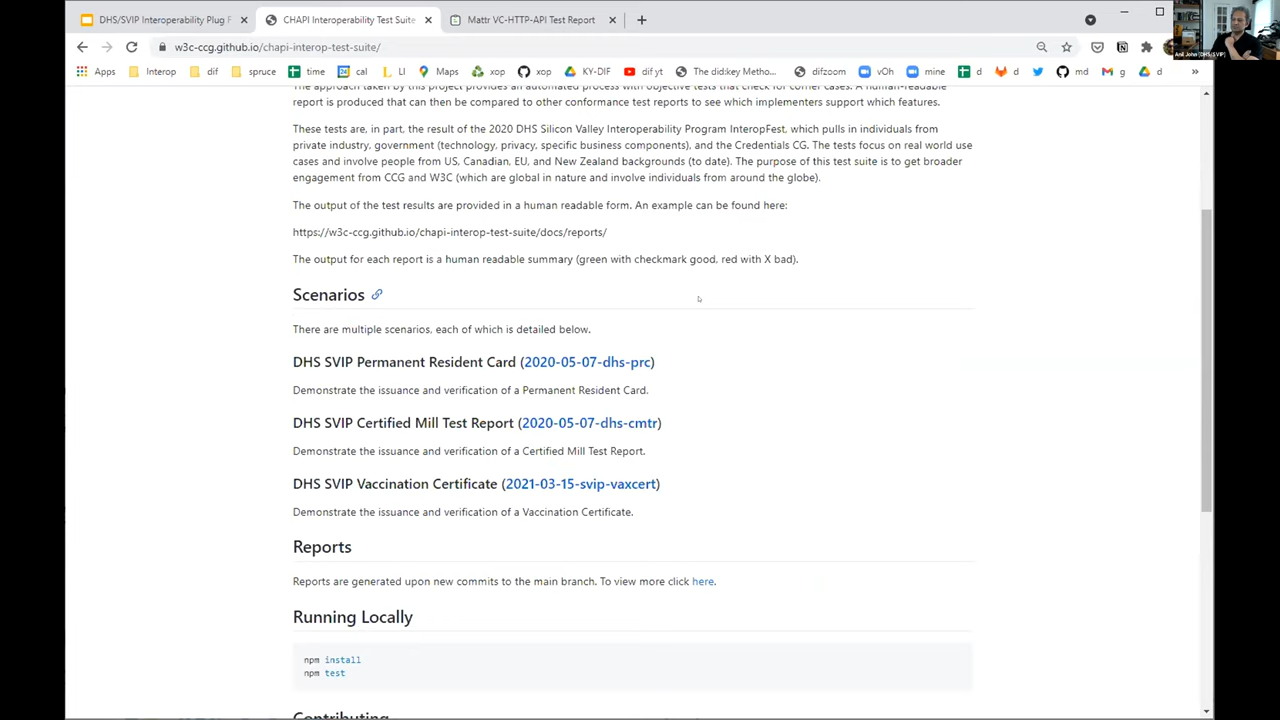 DHS/SVIP Interoperability Plug F
CHAPI Interoperability Test Suite
Mattr VC-HTTP-API Test Report
w3c-ccg.github.io/chapi-interop-test-suite/
Apps Interop dif spruce time cal LI Maps xop xop KY-DIF dif yt The did:key Metho... difzoom vOh mine d d md g d »
Anil John (DHS/SVIP)
The approach taken by this project provides an automated process with objective tests that check for corner cases. A human-readable
report is produced that can then be compared to other conformance test reports to see which implementers support which features.
These tests are, in part, the result of the 2020 DHS Silicon Valley Interoperability Program InteropFest, which pulls in individuals from
private industry, government (technology, privacy, specific business components), and the Credentials CG. The tests focus on real world use
cases and involve people from US, Canadian, EU, and New Zealand backgrounds (to date). The purpose of this test suite is to get broader
engagement from CCG and W3C (which are global in nature and involve individuals from around the globe).
The output of the test results are provided in a human readable form. An example can be found here:
https://w3c-ccg.github.io/chapi-interop-test-suite/docs/reports/
The output for each report is a human readable summary (green with checkmark good, red with X bad).
Scenarios
There are multiple scenarios, each of which is detailed below.
DHS SVIP Permanent Resident Card (2020-05-07-dhs-prc)
Demonstrate the issuance and verification of a Permanent Resident Card.
DHS SVIP Certified Mill Test Report (2020-05-07-dhs-cmtr)
Demonstrate the issuance and verification of a Certified Mill Test Report.
DHS SVIP Vaccination Certificate (2021-03-15-svip-vaxcert)
Demonstrate the issuance and verification of a Vaccination Certificate.
Reports
Reports are generated upon new commits to the main branch. To view more click here.
Running Locally
npm install
npm test
Contributing